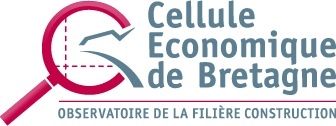 Cellule
Economique
de Bretagne
OBSERVATOIRE DE LA FILIÈRE CONSTRUCTION